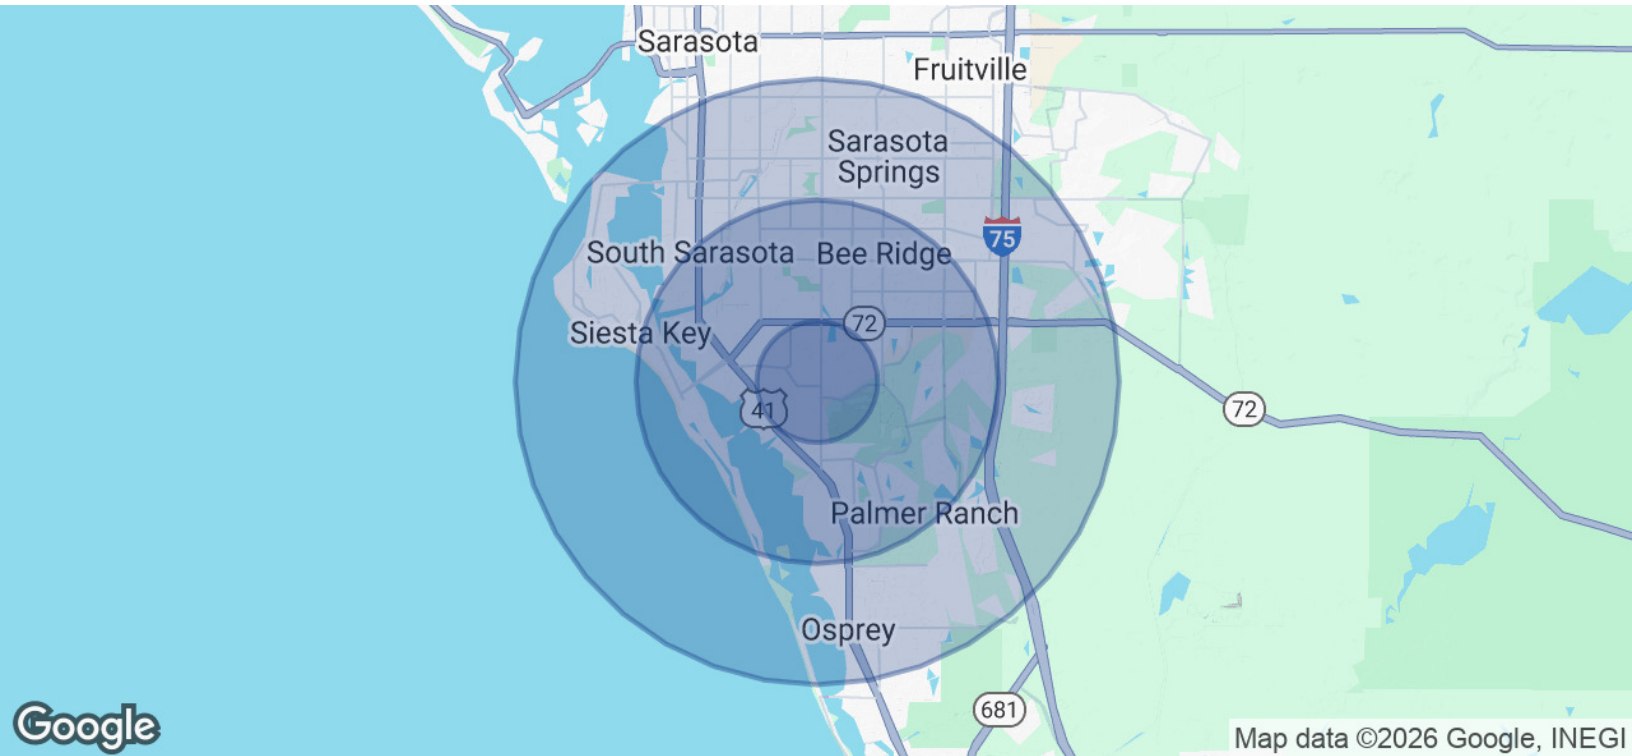 Sarasota
Fruitville
Sarasota
Springs
75
South Sarasota
Bee Ridge
72
Siesta Key
41
72
Palmer Ranch
Osprey
681
Google
Map data ©2026 Google, INEGI